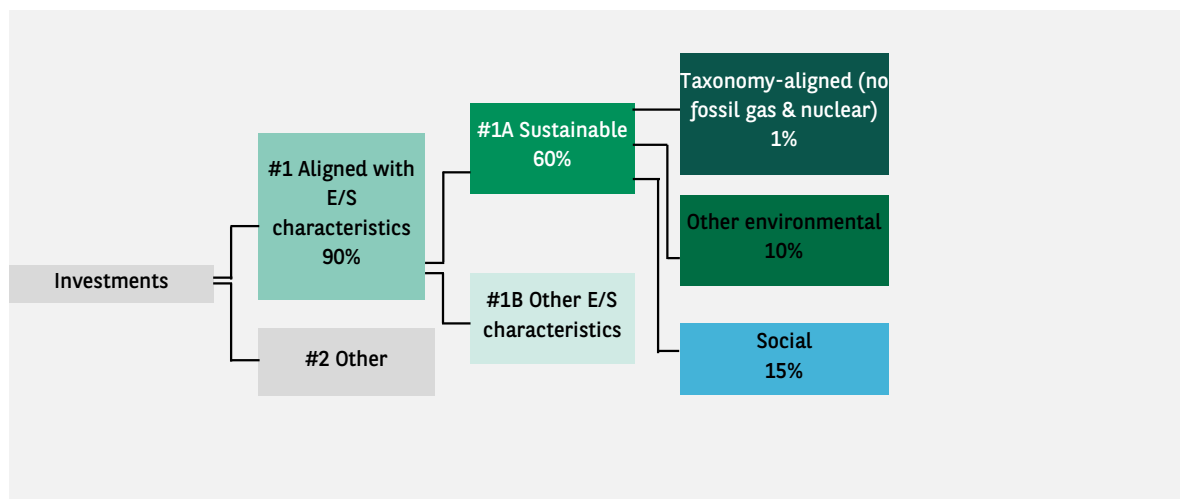 Investments
#1 Aligned with
E/S
characteristics
90%
#2 Other
#1A Sustainable
60%
#1B Other E/S
characteristics
Taxonomy-aligned (no
fossil gas & nuclear)
1%
Other environmental
10%
Social
15%